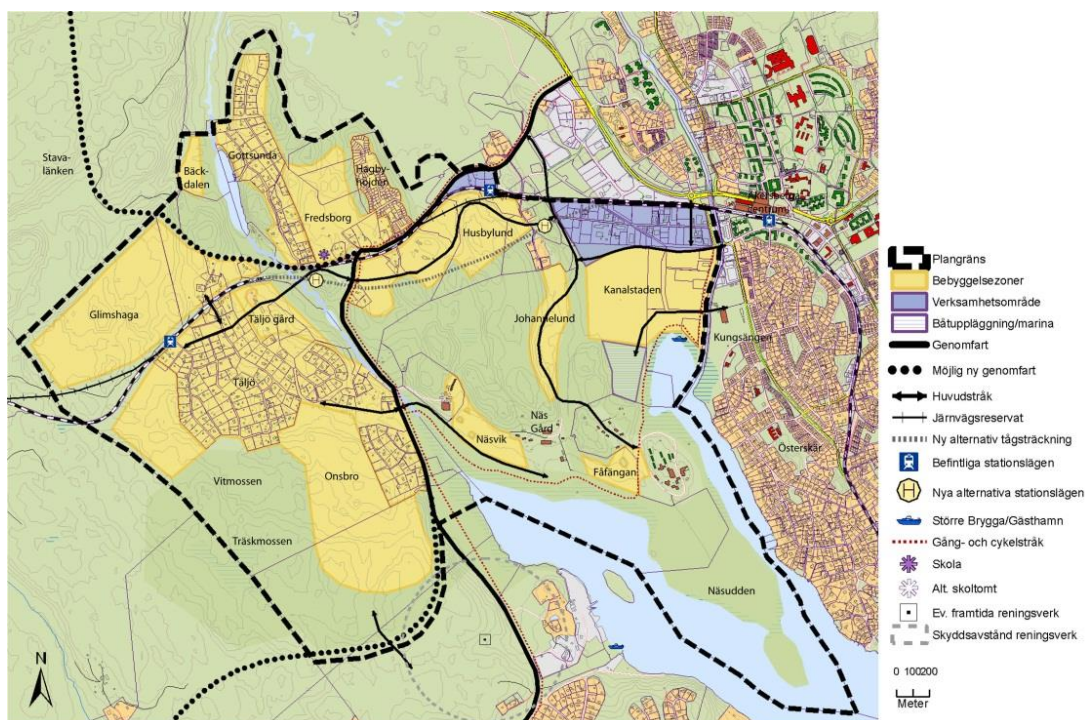 Stava-
länken
Bäck-
dalen
Gottsunda
Hägby-
höjden
Fredsborg
Husbylund
Åkersberga
centrum
Kanalstaden
Glimshaga
Täljö gård
Johannelund
Kungsängen
Täljö
Näs
Gård
Österskär
Näsvik
Fåfängan
Onsbro
Vitmossen
Träskmossen
Näsudden
N
Plangräns
Bebyggelsezoner
Verksamhetsområde
Båtuppläggning/marina
Genomfart
Möjlig ny genomfart
Huvudstråk
Järnvägsreservat
Ny alternativ tågsträckning
Befintliga stationslägen
H
Nya alternativa stationslägen
Större Brygga/Gästhamn
Gång- och cykelstråk
Skola
Alt. skoltomt
Ev. framtida reningsverk
Skyddsavstånd reningsverk
0 100200
Meter